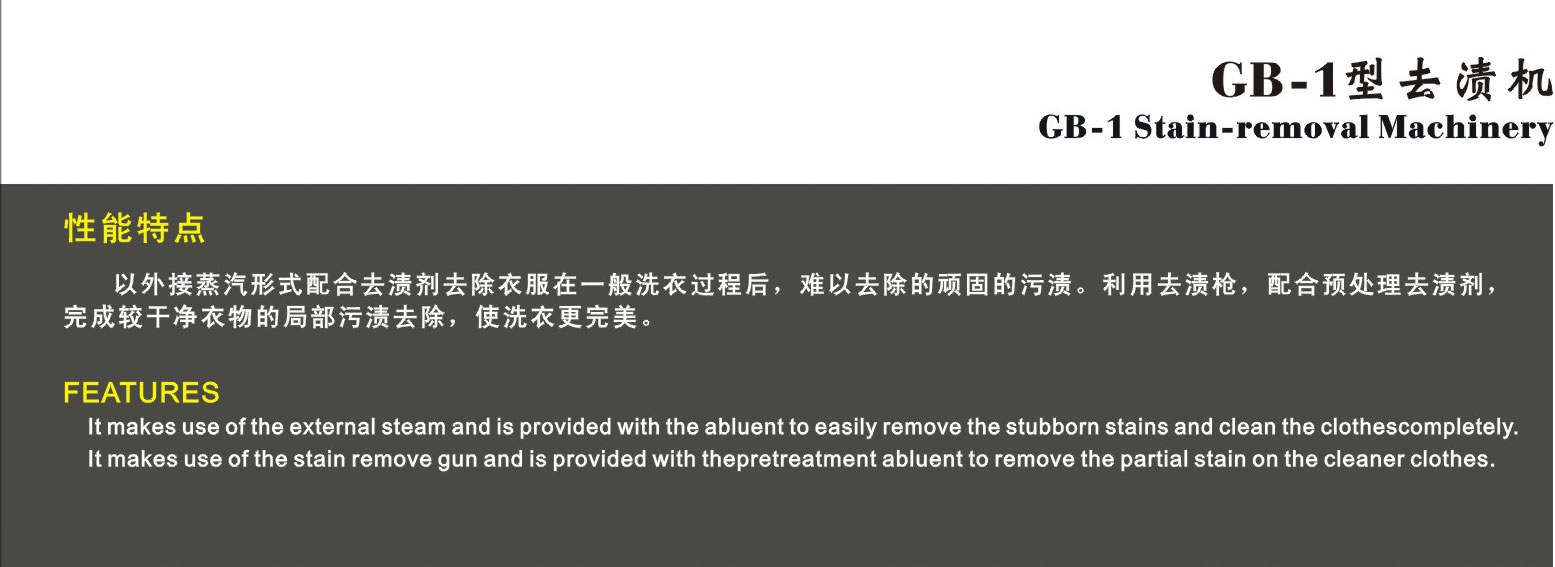 GB-1型去渍机
GB-1 Stain-removal Machinery
性能特点
以外接蒸汽形式配合去渍剂去除衣服在一般洗衣过程后，难以去除的顽固的污渍。利用去渍枪，配合预处理去渍剂，
完成较干净衣物的局部污渍去除，使洗衣更完美。
FEATURES
It makes use of the external steam and is provided with the abluent to easily remove the stubborn stains and clean the clothescompletely.
It makes use of the stain remove gun and is provided with thepretreatment abluent to remove the partial stain on the cleaner clothes.